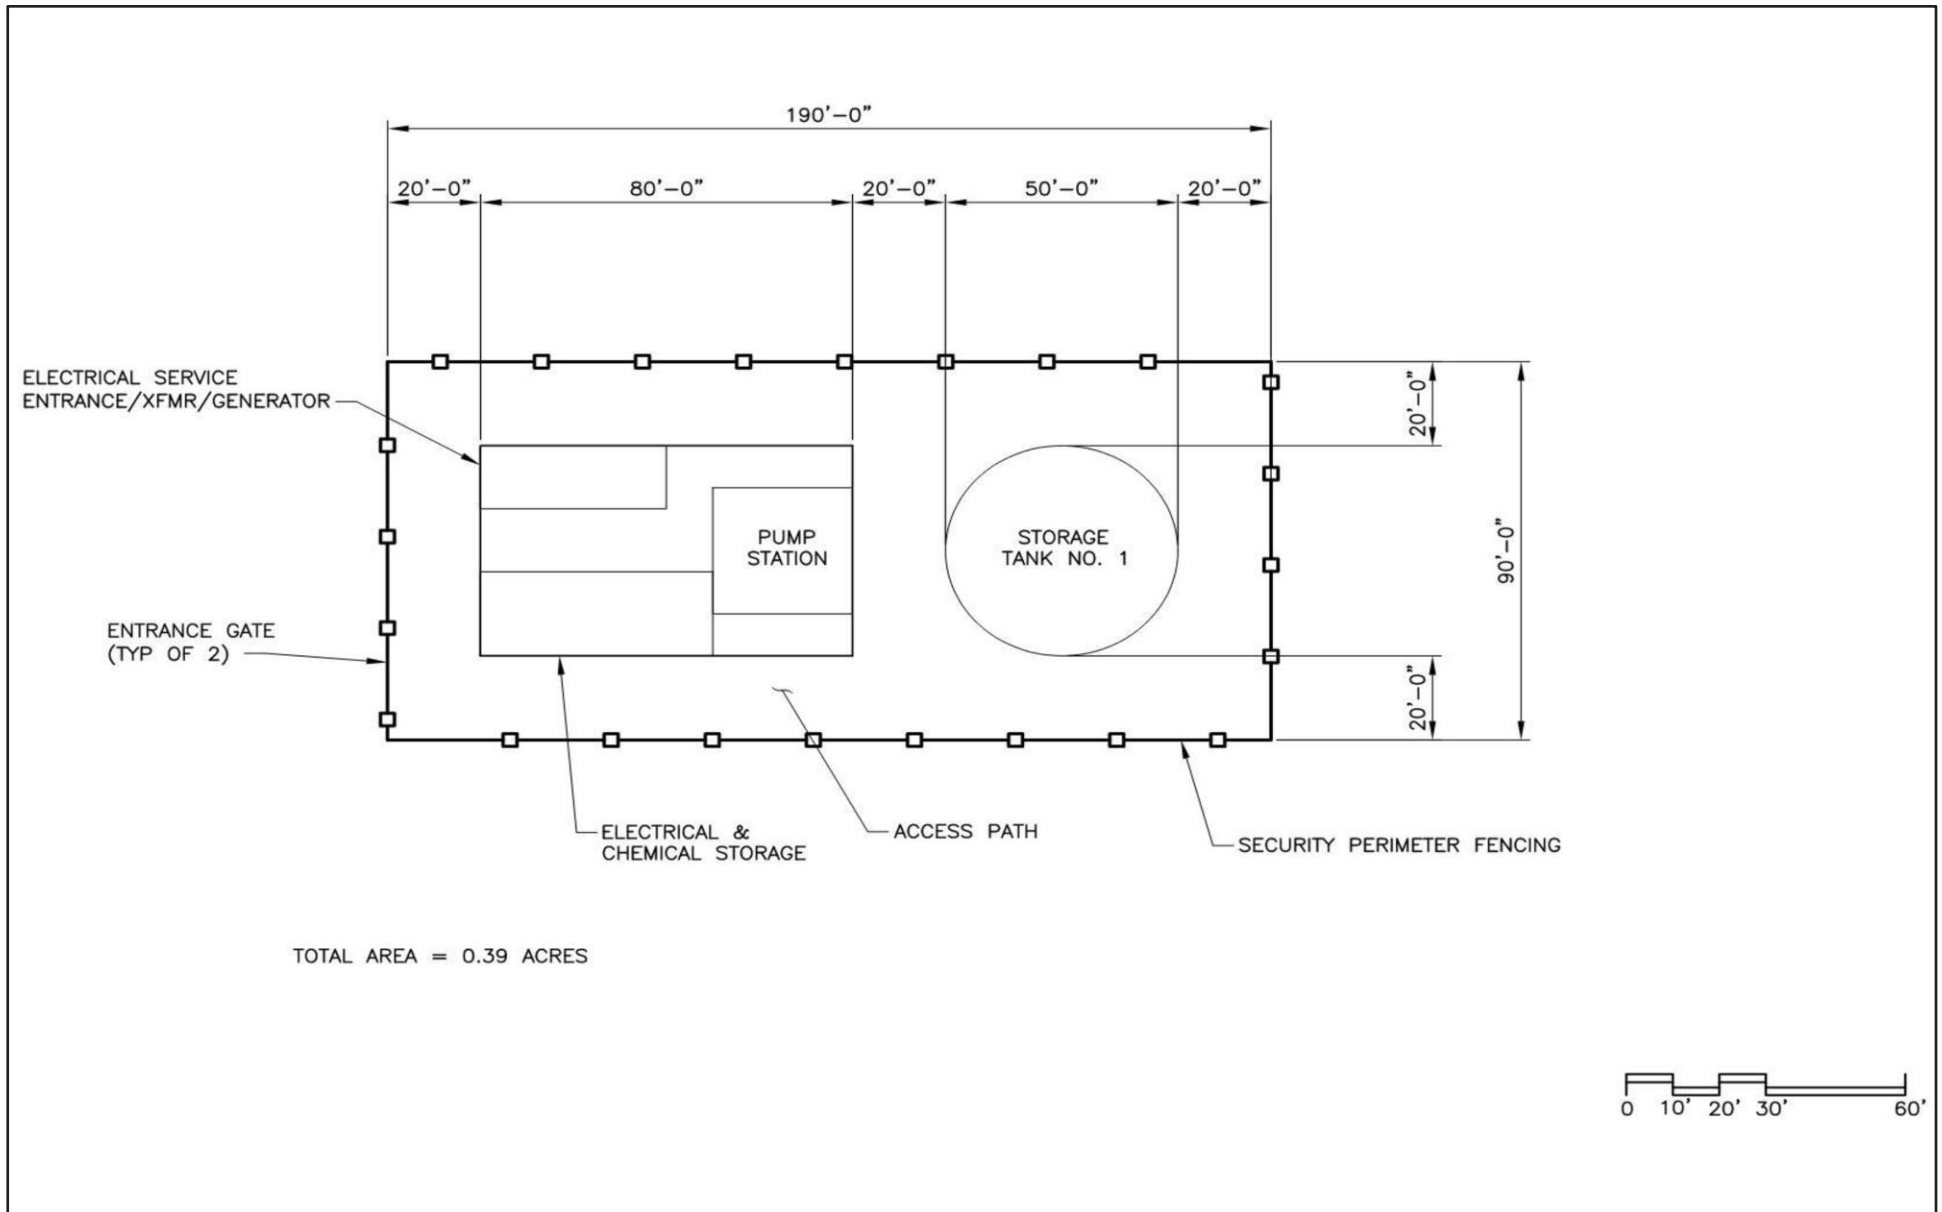 190'-0"
20'-0"
80'-0"
20'-0"
50'-0"
20'-0"
ELECTRICAL SERVICE
ENTRANCE/XFMR/GENERATOR
20'-0"
90'-0"
PUMP
STATION
STORAGE
TANK NO. 1
ENTRANCE GATE
(TYP OF 2)
20'-0"
ELECTRICAL &
CHEMICAL STORAGE
ACCESS PATH
SECURITY PERIMETER FENCING
TOTAL AREA = 0.39 ACRES
0 10' 20' 30' 60'